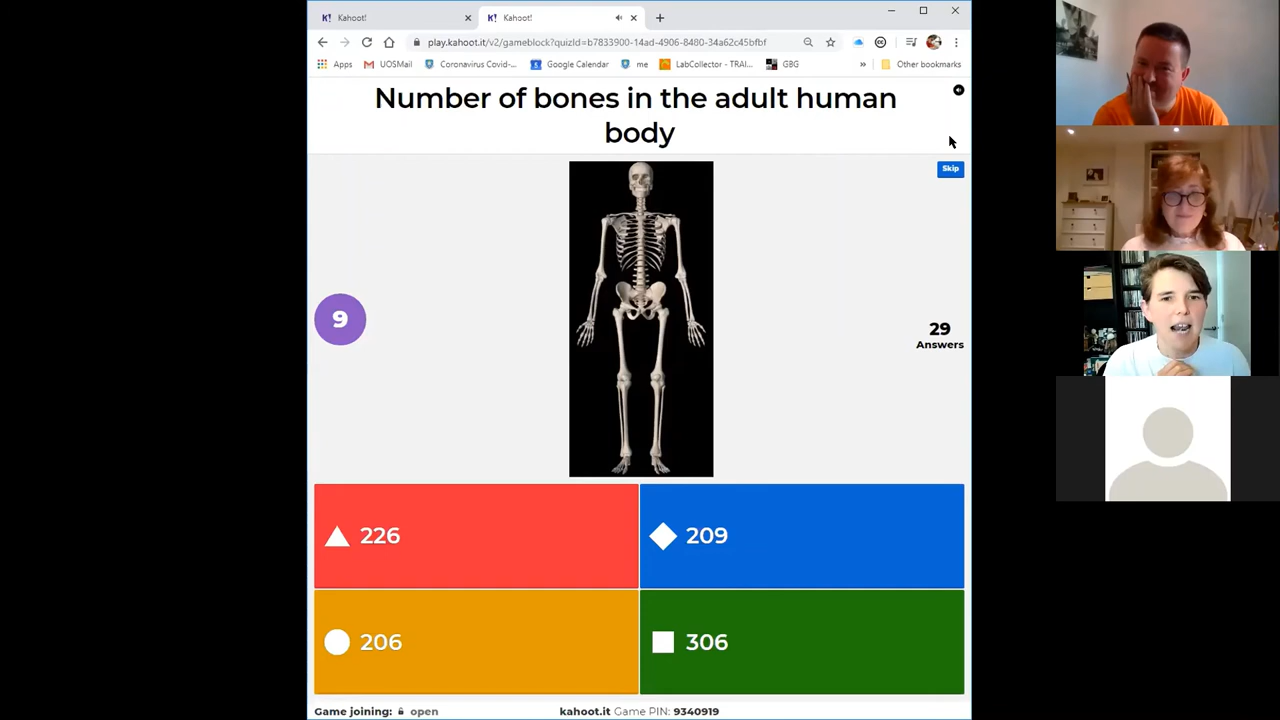 Kahoot!
Kahoot!
play.kahoot.it/v2/gameblock?quizId=b7833900-14ad-4906-8480-34a62c45bfbf
Apps
UOSMail
Coronavirus Covid-...
Google Calendar
me
LabCollector - TRAI...
GBG
»
Other bookmarks
Number of bones in the adult human
body
Skip
9
29
Answers
226
209
206
306
Game joining: open
kahoot.it Game PIN: 9340919